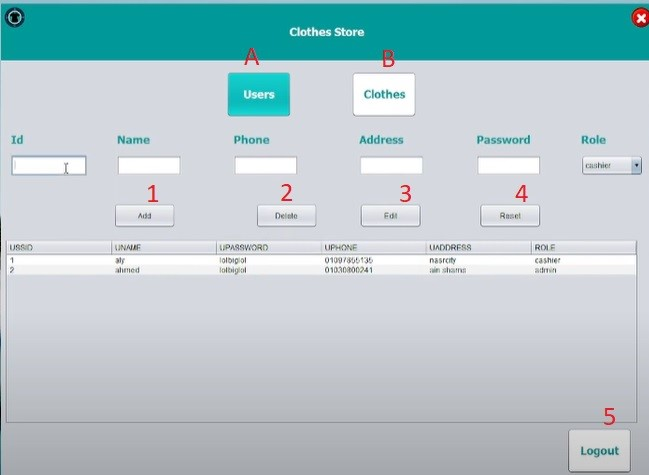 Clothes Store
A B
Users Clothes
Id Name Phone Address Password Role
cashier
1 2 3 4
Add Delete Edit Reset
USSID UNAME UPASSWORD UPHONE UADDRESS ROLE
1 aly lolbiglol 01097855135 nasrcity cashier
2 ahmed lolbiglol 01030800241 ain shams admin
5
Logout